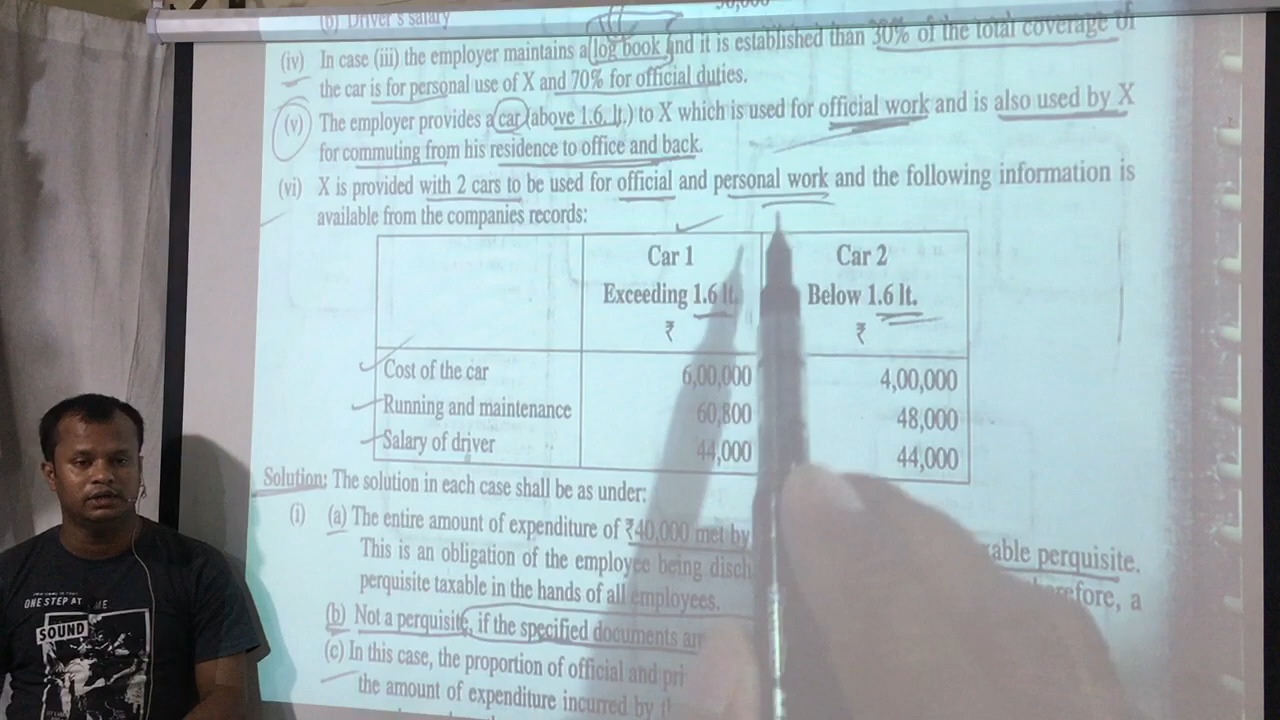 (b) Driver's salary
(iv) In case (iii) the employer maintains a log book and it is established than 30% of the total coverage of
the car is for personal use of X and 70% for official duties.
(v) The employer provides a car (above 1.6. lt.) to X which is used for official work and is also used by X
for commuting from his residence to office and back.
(vi) X is provided with 2 cars to be used for official and personal work and the following information is
available from the companies records:
Car 1 Car 2
Exceeding 1.6 lt. Below 1.6 lt.
₹ ₹
Cost of the car 6,00,000 4,00,000
Running and maintenance 60,800 48,000
Salary of driver 44,000 44,000
Solution: The solution in each case shall be as under:
(i) (a) The entire amount of expenditure of ₹40,000 met by
This is an obligation of the employee being perquisite.
perquisite taxable in the hands of all employees. a
(b) Not a perquisite, if the specified documents
(c) In this case, the proportion of official and
the amount of expenditure incurred by
ONE STEP AT ME
SOUND